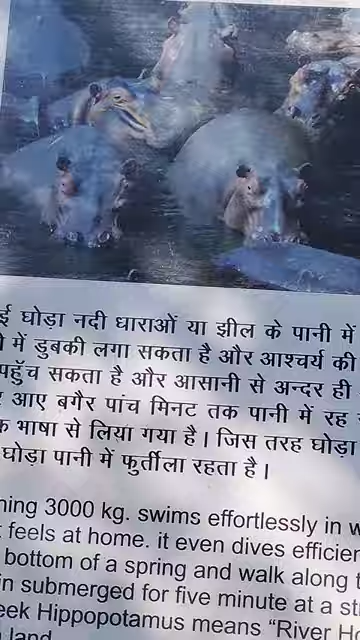 ई घोड़ा नदी धाराओं या झील के पानी में
में डुबकी लगा सकता है और आश्चर्य की
पहुँच सकता है और आसानी से अन्दर ही
आए बगैर पांच मिनट तक पानी में रह
क भाषा से लिया गया है। जिस तरह घोड़ा
घोड़ा पानी में फुर्तीला रहता है।
ning 3000 kg. swims effortlessly in w
t feels at home. it even dives efficien
bottom of a spring and walk along t
in submerged for five minute at a st
eek Hippopotamus means "River H
land